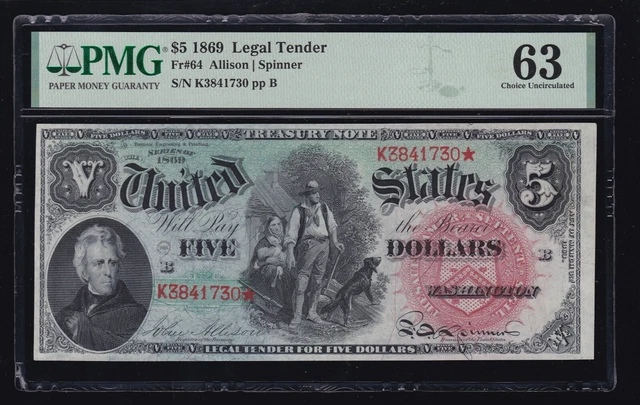 PMG
PAPER MONEY GUARANTY
$5 1869 Legal Tender
Fr#64 Allison | Spinner
S/N K3841730 pp B
63
Choice Uncirculated
FIVE DOLLARS
TREASURY NOTE
SERIES OF
1869
K3841730★
V
United States
5
Will Pay the Bearer
FIVE DOLLARS
B
B
WASHINGTON
K3841730★
LEGAL TENDER FOR FIVE DOLLARS